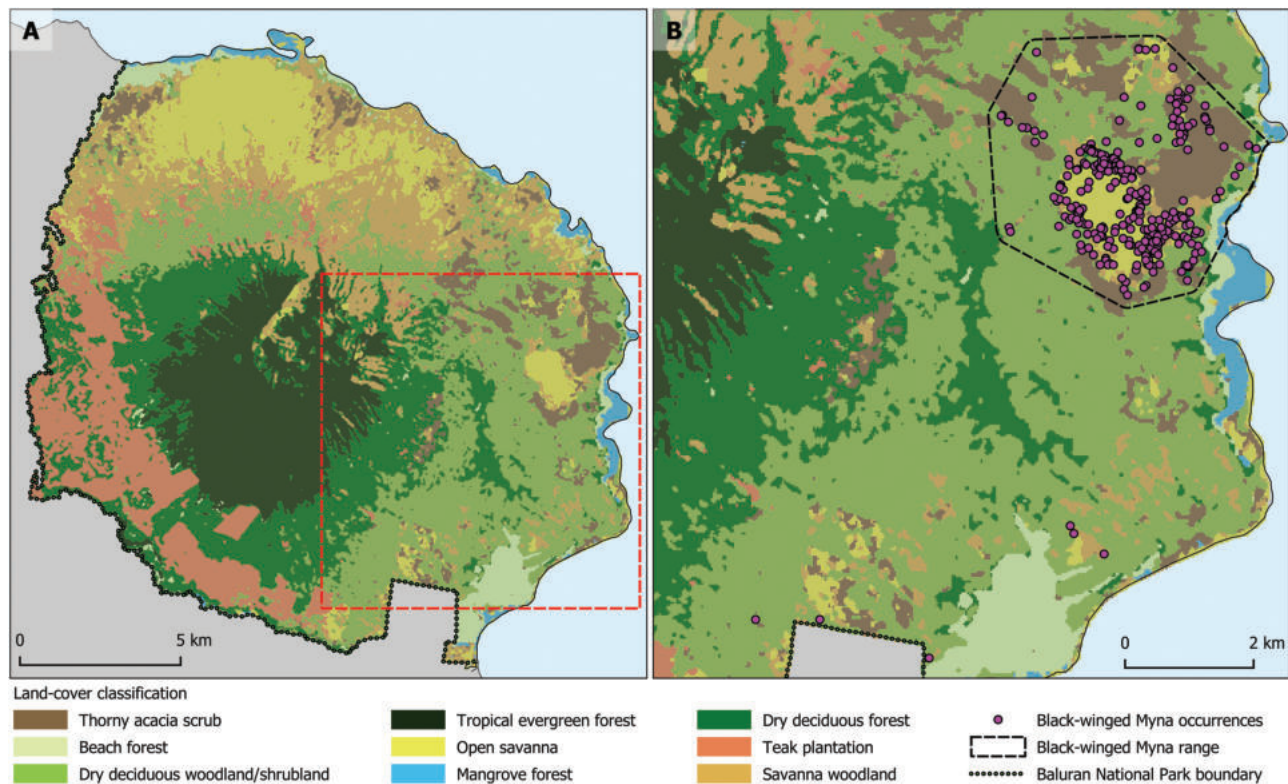 A
B
0 5 km
0 2 km
Land-cover classification
Thorny acacia scrub
Tropical evergreen forest
Dry deciduous forest
Black-winged Myna occurrences
Beach forest
Open savanna
Teak plantation
Black-winged Myna range
Dry deciduous woodland/shrubland
Mangrove forest
Savanna woodland
Baluran National Park boundary